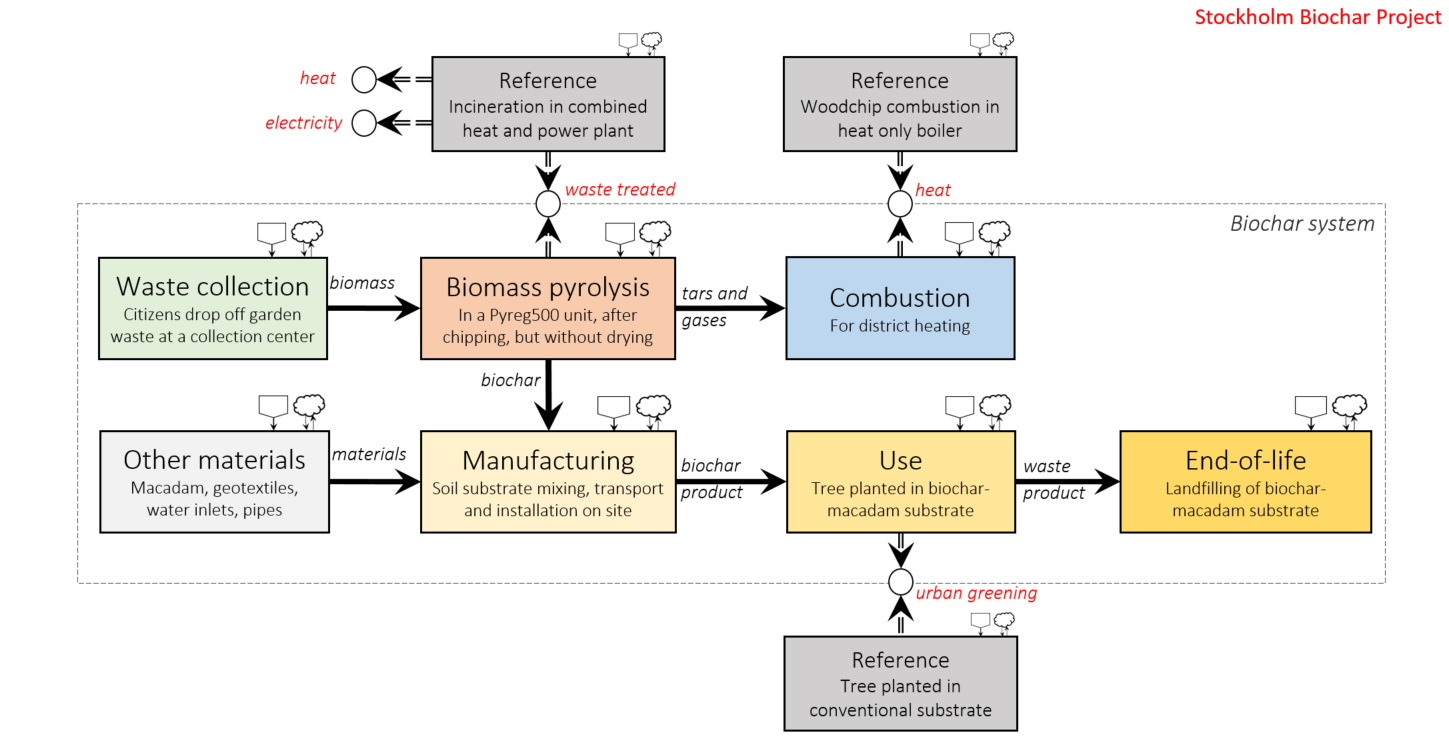 Stockholm Biochar Project
Reference
Incineration in combined
heat and power plant
heat
electricity
waste treated
Reference
Woodchip combustion in
heat only boiler
heat
Biochar system
Waste collection
Citizens drop off garden
waste at a collection center
biomass
Biomass pyrolysis
In a Pyreg500 unit, after
chipping, but without drying
tars and
gases
Combustion
For district heating
biochar
Other materials
Macadam, geotextiles,
water inlets, pipes
materials
Manufacturing
Soil substrate mixing, transport
and installation on site
biochar
product
Use
Tree planted in biochar-
macadam substrate
waste
product
End-of-life
Landfilling of biochar-
macadam substrate
urban greening
Reference
Tree planted in
conventional substrate